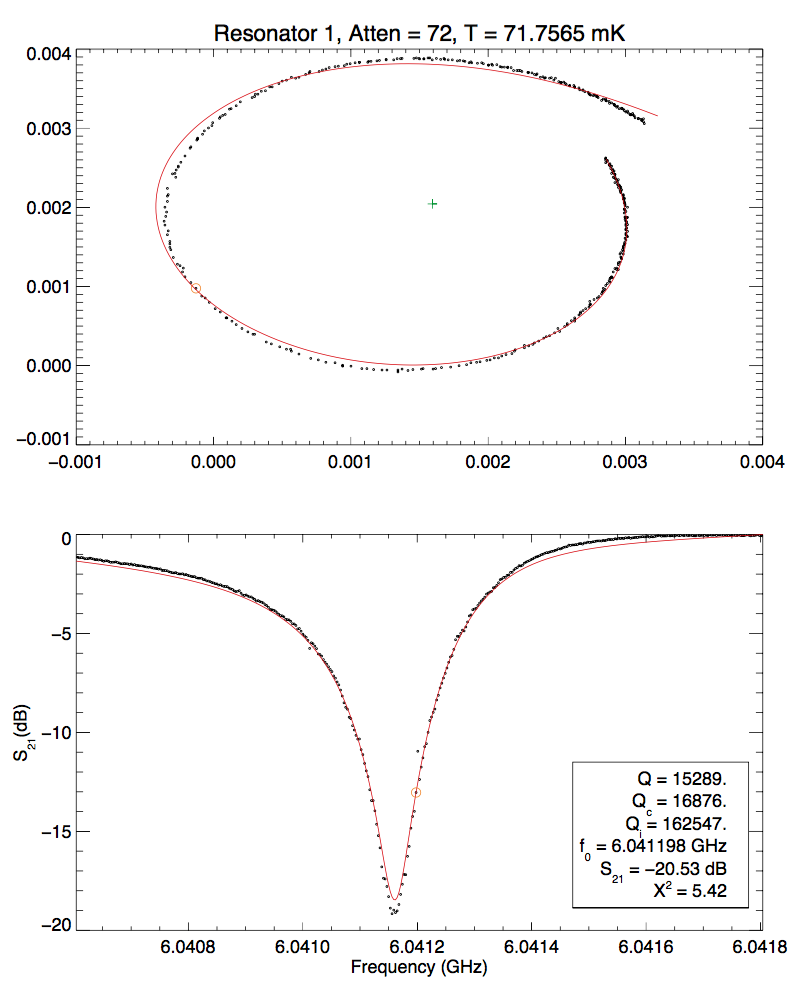 Resonator 1, Atten = 72, T = 71.7565 mK
0.004
0.003
0.002
0.001
0.000
−0.001
−0.001 0.000 0.001 0.002 0.003 0.004
0
−5
−10
−15
−20
S21(dB)
Q = 15289.
Qc = 16876.
Qi = 162547.
f0 = 6.041198 GHz
S21 = −20.53 dB
X² = 5.42
6.0408 6.0410 6.0412 6.0414 6.0416 6.0418
Frequency (GHz)